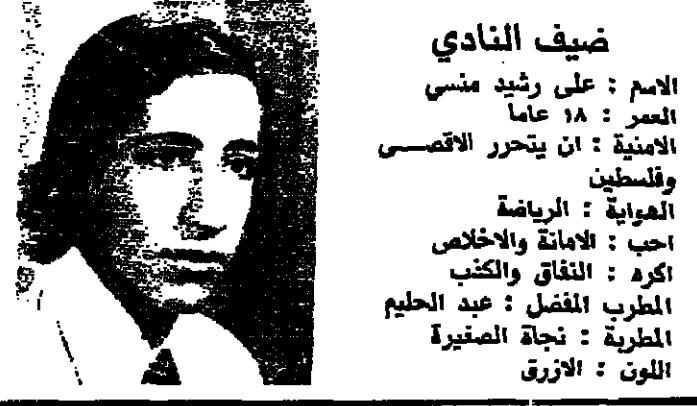 ضيف النادي
الاسم : على رشيد منسي
العمر : ١٨ عاما
الامنية : ان يتحرر الاقصــى
وفلسطين
الهواية : الرياضة
احب : الامانة والاخلاص
اكره : النفاق والكذب
المطرب المفضل : عبد الحليم
المطربة : نجاة الصغيرة
اللون : الازرق